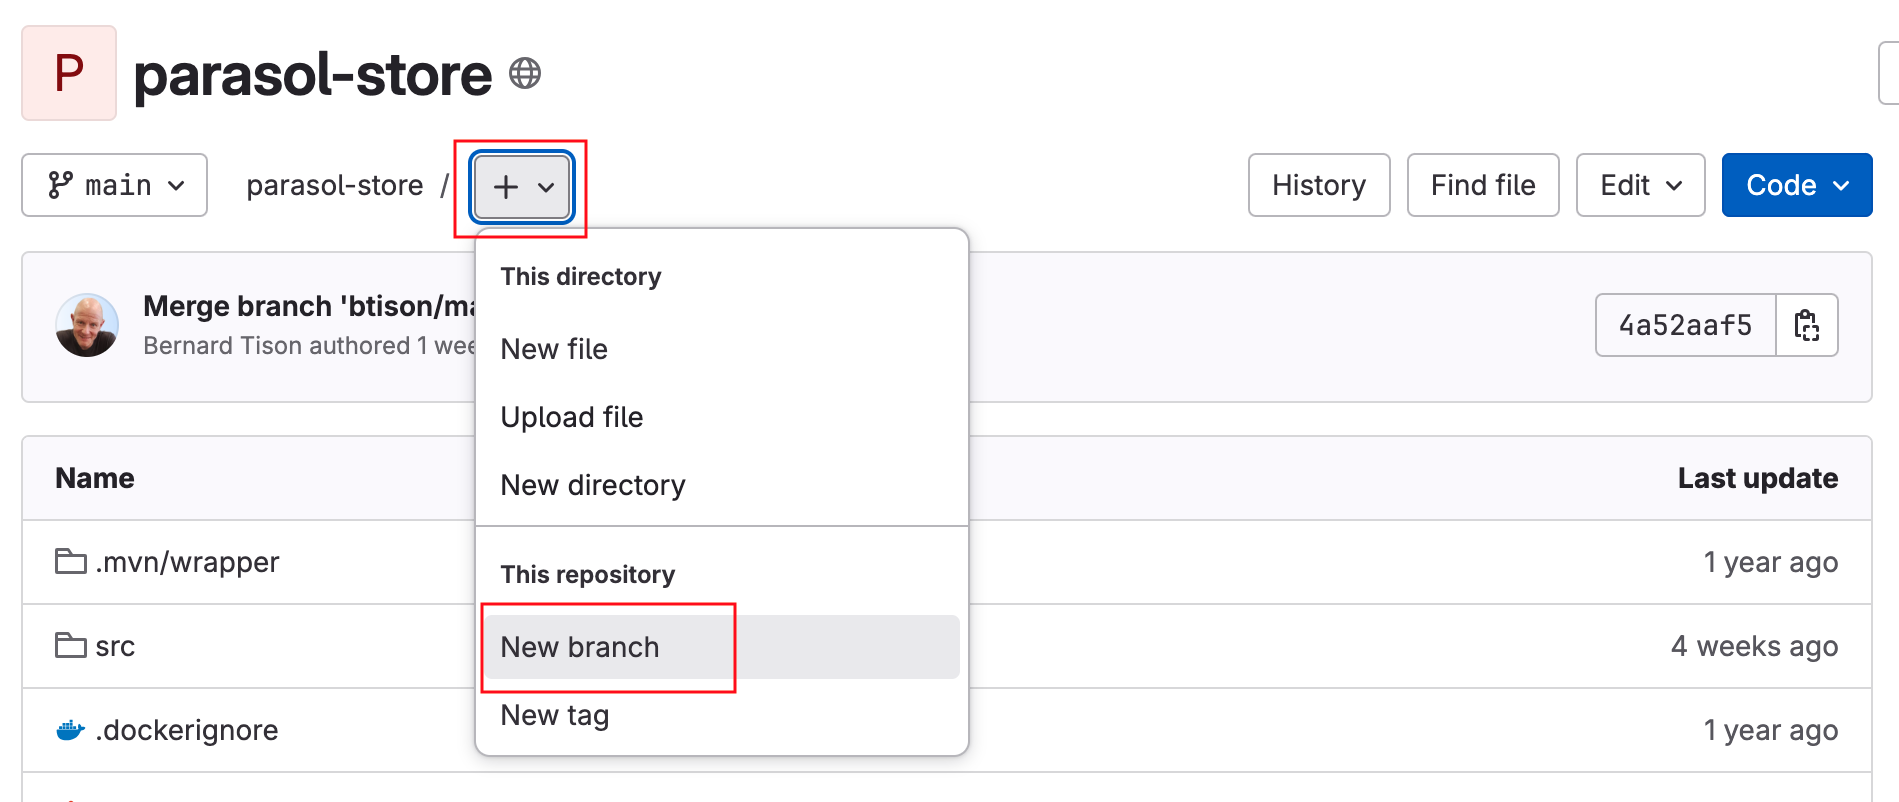 P
parasol-store
main
parasol-store /
+
History
Find file
Edit
Code
Merge branch 'btison/
Bernard Tison authored 1
4a52aaf5
This directory
New file
Upload file
New directory
This repository
New branch
New tag
Name
Last update
.mvn/wrapper
1 year ago
src
4 weeks ago
.dockerignore
1 year ago